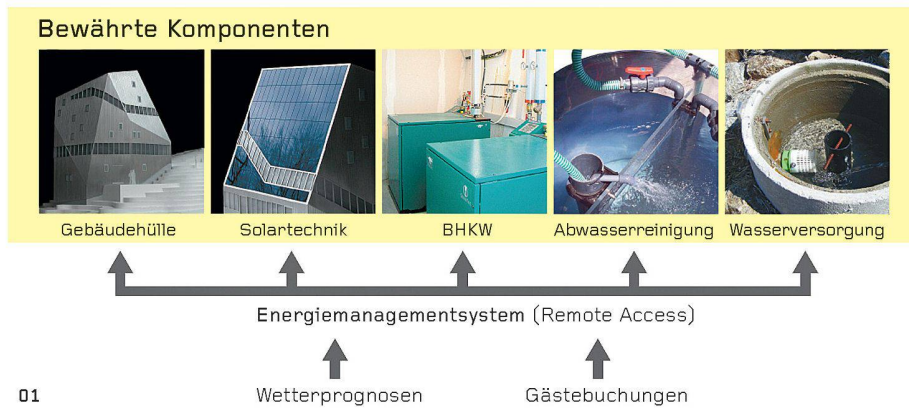 Bewährte Komponenten
Gebäudehülle
Solartechnik
BHKW
Abwasserreinigung
Wasserversorgung
Energiemanagementsystem (Remote Access)
Wetterprognosen
Gästebuchungen
01